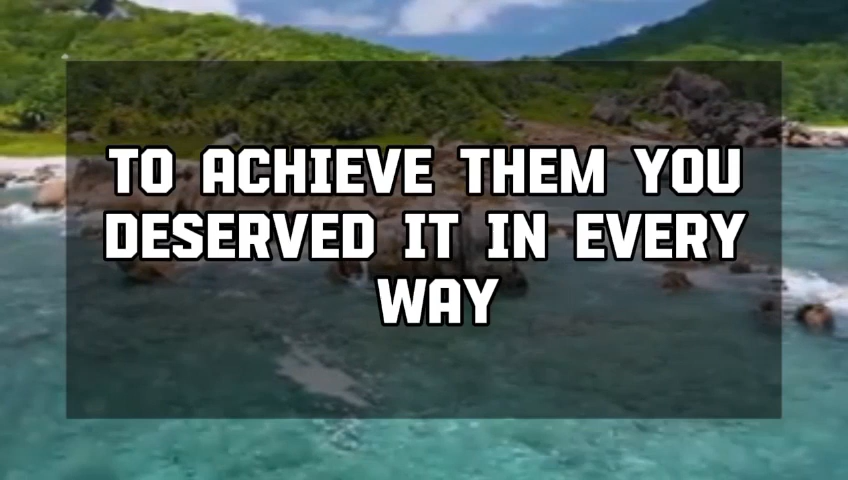 TO ACHIEVE THEM YOU
DESERVED IT IN EVERY
WAY